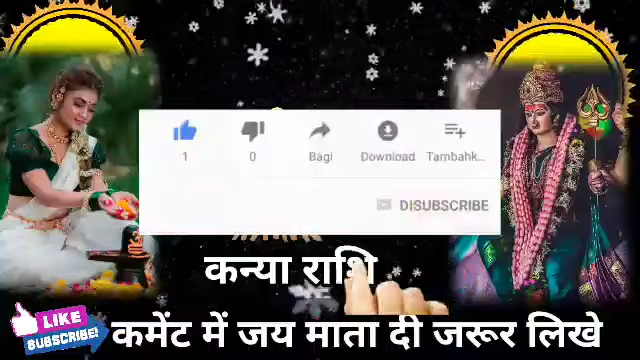 1 0 Bagi Download Tambahk...
DISUBSCRIBE
कन्या राशि
LIKE
SUBSCRIBE!
कमेंट में जय माता दी जरूर लिखे